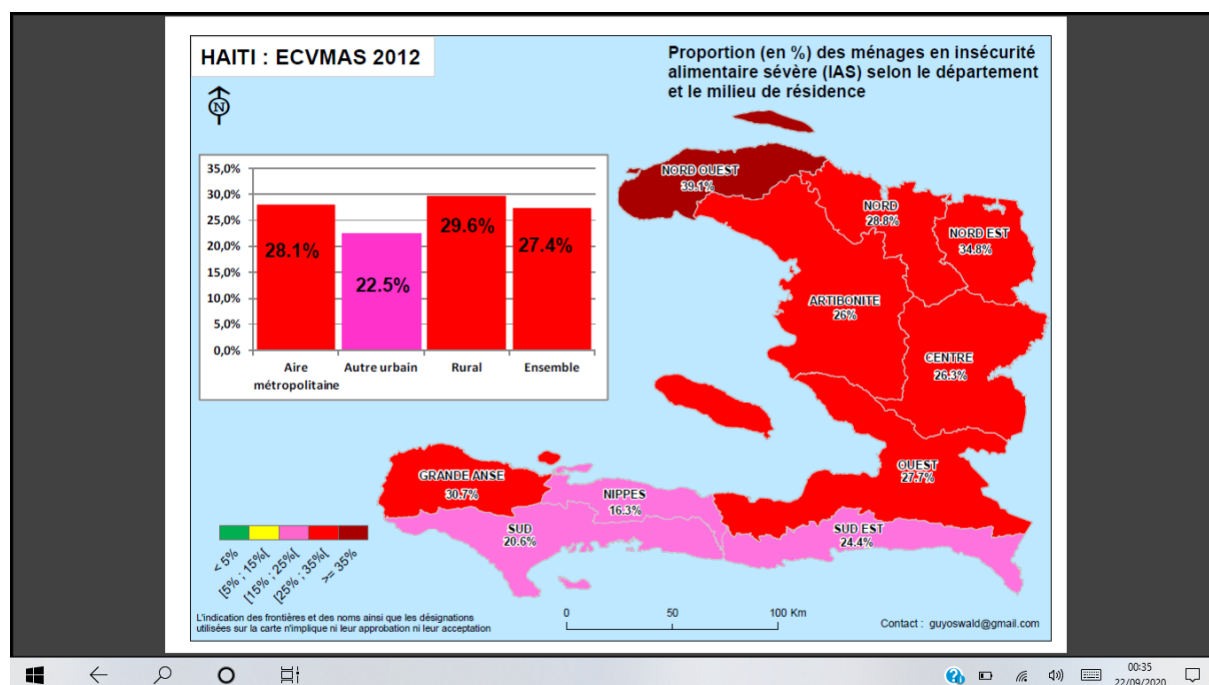 HAITI : ECVMAS 2012
Proportion (en %) des ménages en insécurité
alimentaire sévère (IAS) selon le département
et le milieu de résidence
N
35,0%
30,0%
25,0%
20,0%
15,0%
10,0%
5,0%
0,0%
28.1%
22.5%
29.6%
27.4%
Aire métropolitaine
Autre urbain
Rural
Ensemble
NORD OUEST
39.1%
NORD
28.8%
NORD EST
34.8%
ARTIBONITE
26%
CENTRE
26.3%
OUEST
27.7%
GRANDE ANSE
30.7%
NIPPES
16.3%
SUD
20.6%
SUD EST
24.4%
< 5%
[5% ; 15%[
[15% ; 25%[
[25% ; 35%[
>= 35%
L'indication des frontières et des noms ainsi que les désignations
utilisées sur la carte n'implique ni leur approbation ni leur acceptation
0 50 100 Km
Contact : guyoswald@gmail.com
00:35
22/09/2020